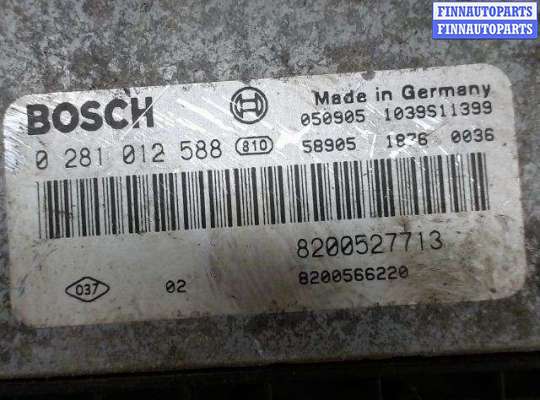 FINNAUTOPARTS
FINNAUTOPARTS
BOSCH
Made in Germany
050905 1039S11399
0 281 012 588 810
58905 1876 0036
8200527713
037 02
8200566220